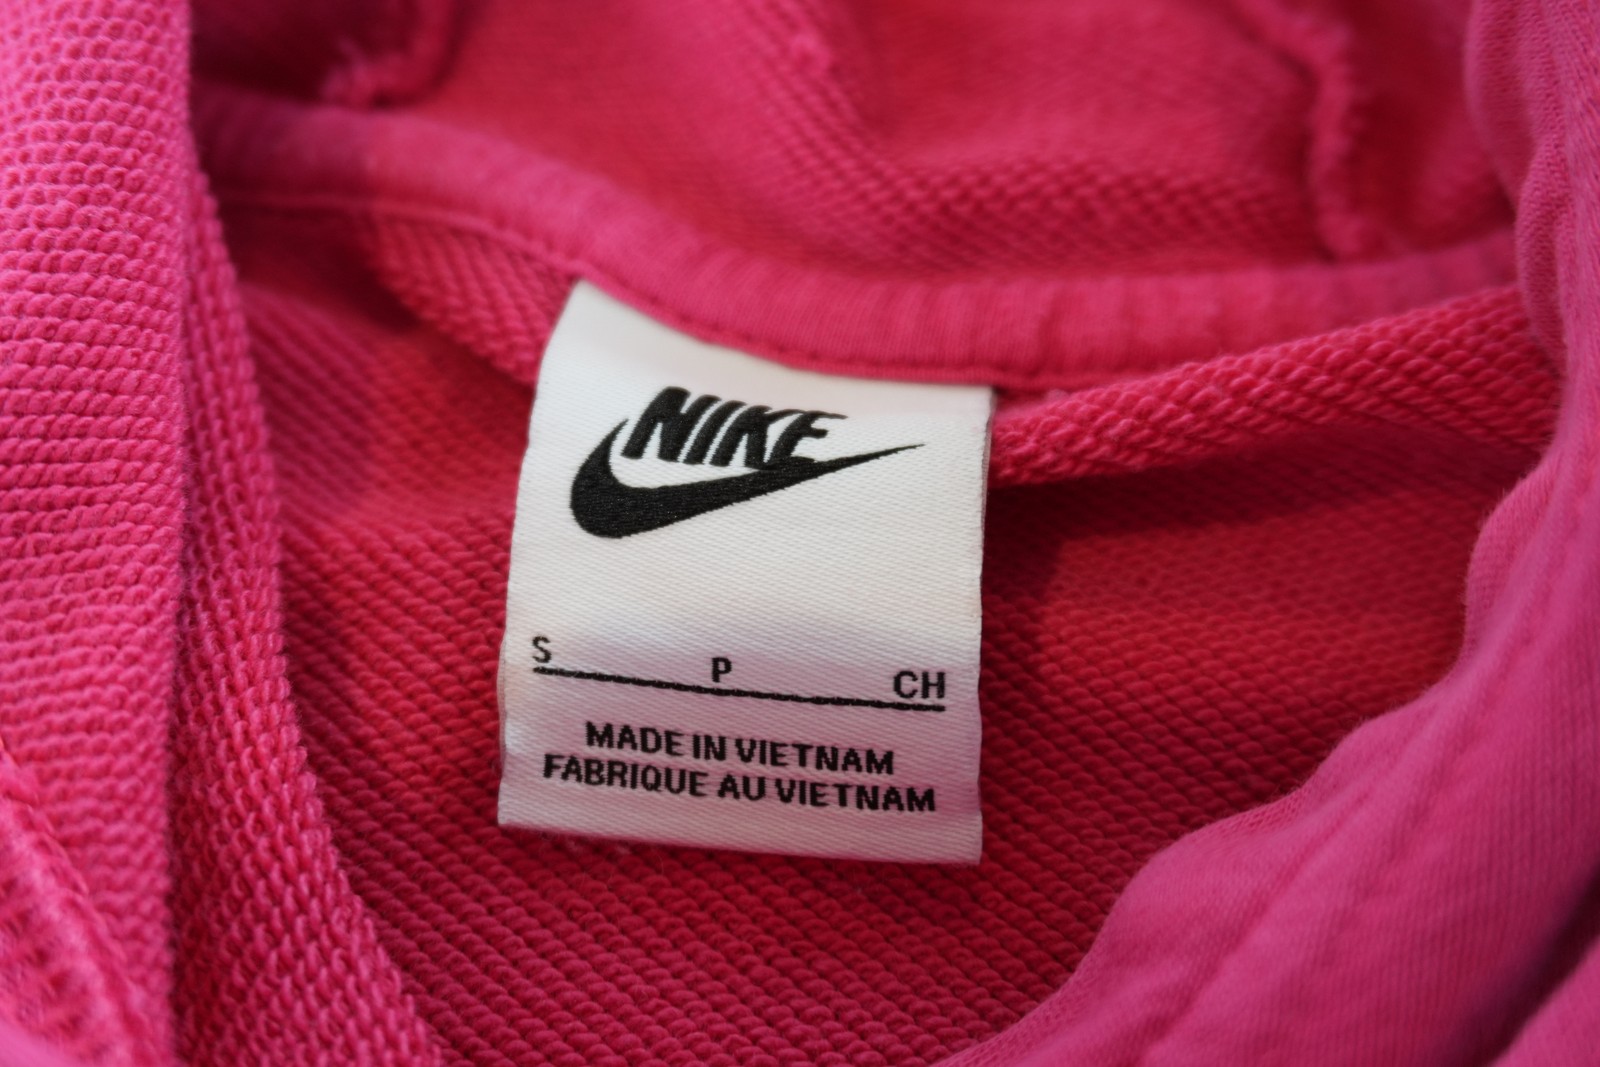 NIKE
S P CH
MADE IN VIETNAM
FABRIQUE AU VIETNAM